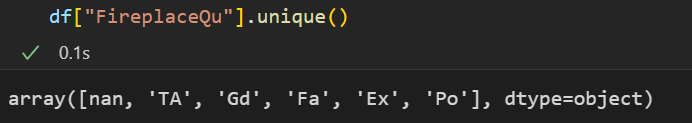 df["FireplaceQu"].unique()
0.1s
array([nan, 'TA', 'Gd', 'Fa', 'Ex', 'Po'], dtype=object)